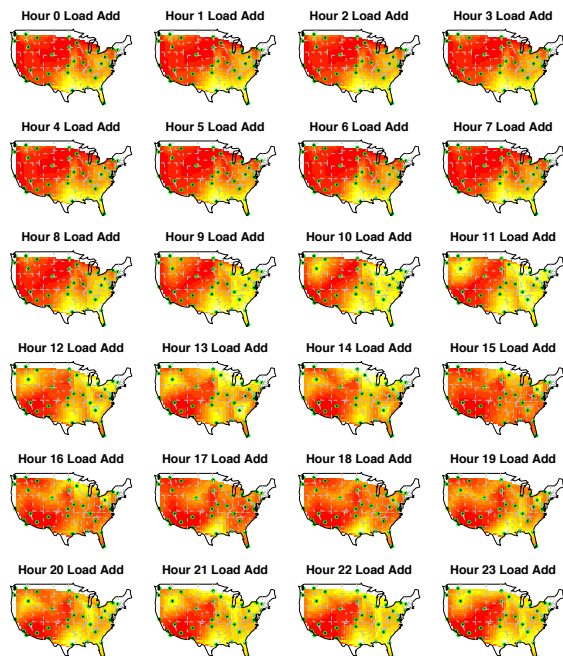 Hour 0 Load Add
Hour 1 Load Add
Hour 2 Load Add
Hour 3 Load Add
Hour 4 Load Add
Hour 5 Load Add
Hour 6 Load Add
Hour 7 Load Add
Hour 8 Load Add
Hour 9 Load Add
Hour 10 Load Add
Hour 11 Load Add
Hour 12 Load Add
Hour 13 Load Add
Hour 14 Load Add
Hour 15 Load Add
Hour 16 Load Add
Hour 17 Load Add
Hour 18 Load Add
Hour 19 Load Add
Hour 20 Load Add
Hour 21 Load Add
Hour 22 Load Add
Hour 23 Load Add